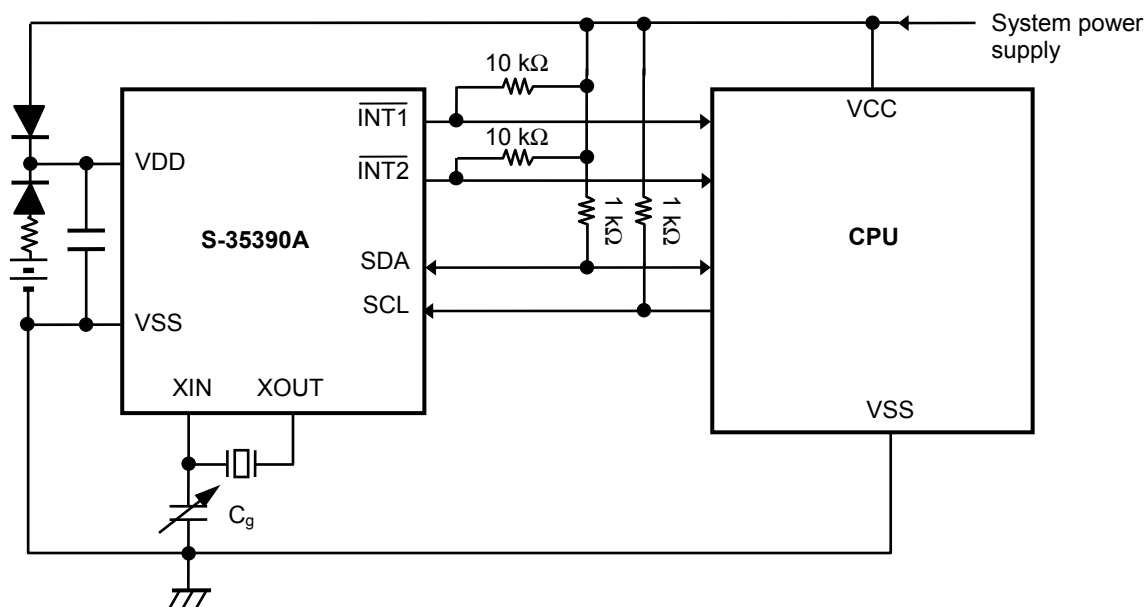 System power
supply
10 kΩ
INT1
VCC
10 kΩ
VDD
INT2
1 kΩ
1 kΩ
S-35390A
CPU
SDA
SCL
VSS
XIN
XOUT
VSS
Cg